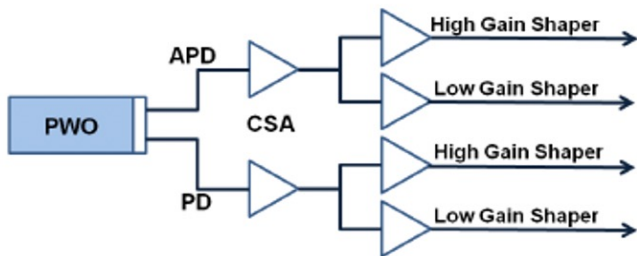 High Gain Shaper
APD
PWO
Low Gain Shaper
CSA
High Gain Shaper
PD
Low Gain Shaper